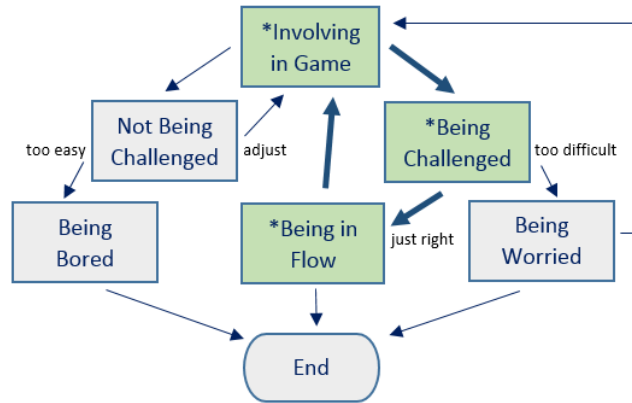 *Involving
in Game
Not Being
Challenged
*Being
Challenged
too easy
adjust
too difficult
Being
Bored
*Being in
Flow
just right
Being
Worried
End